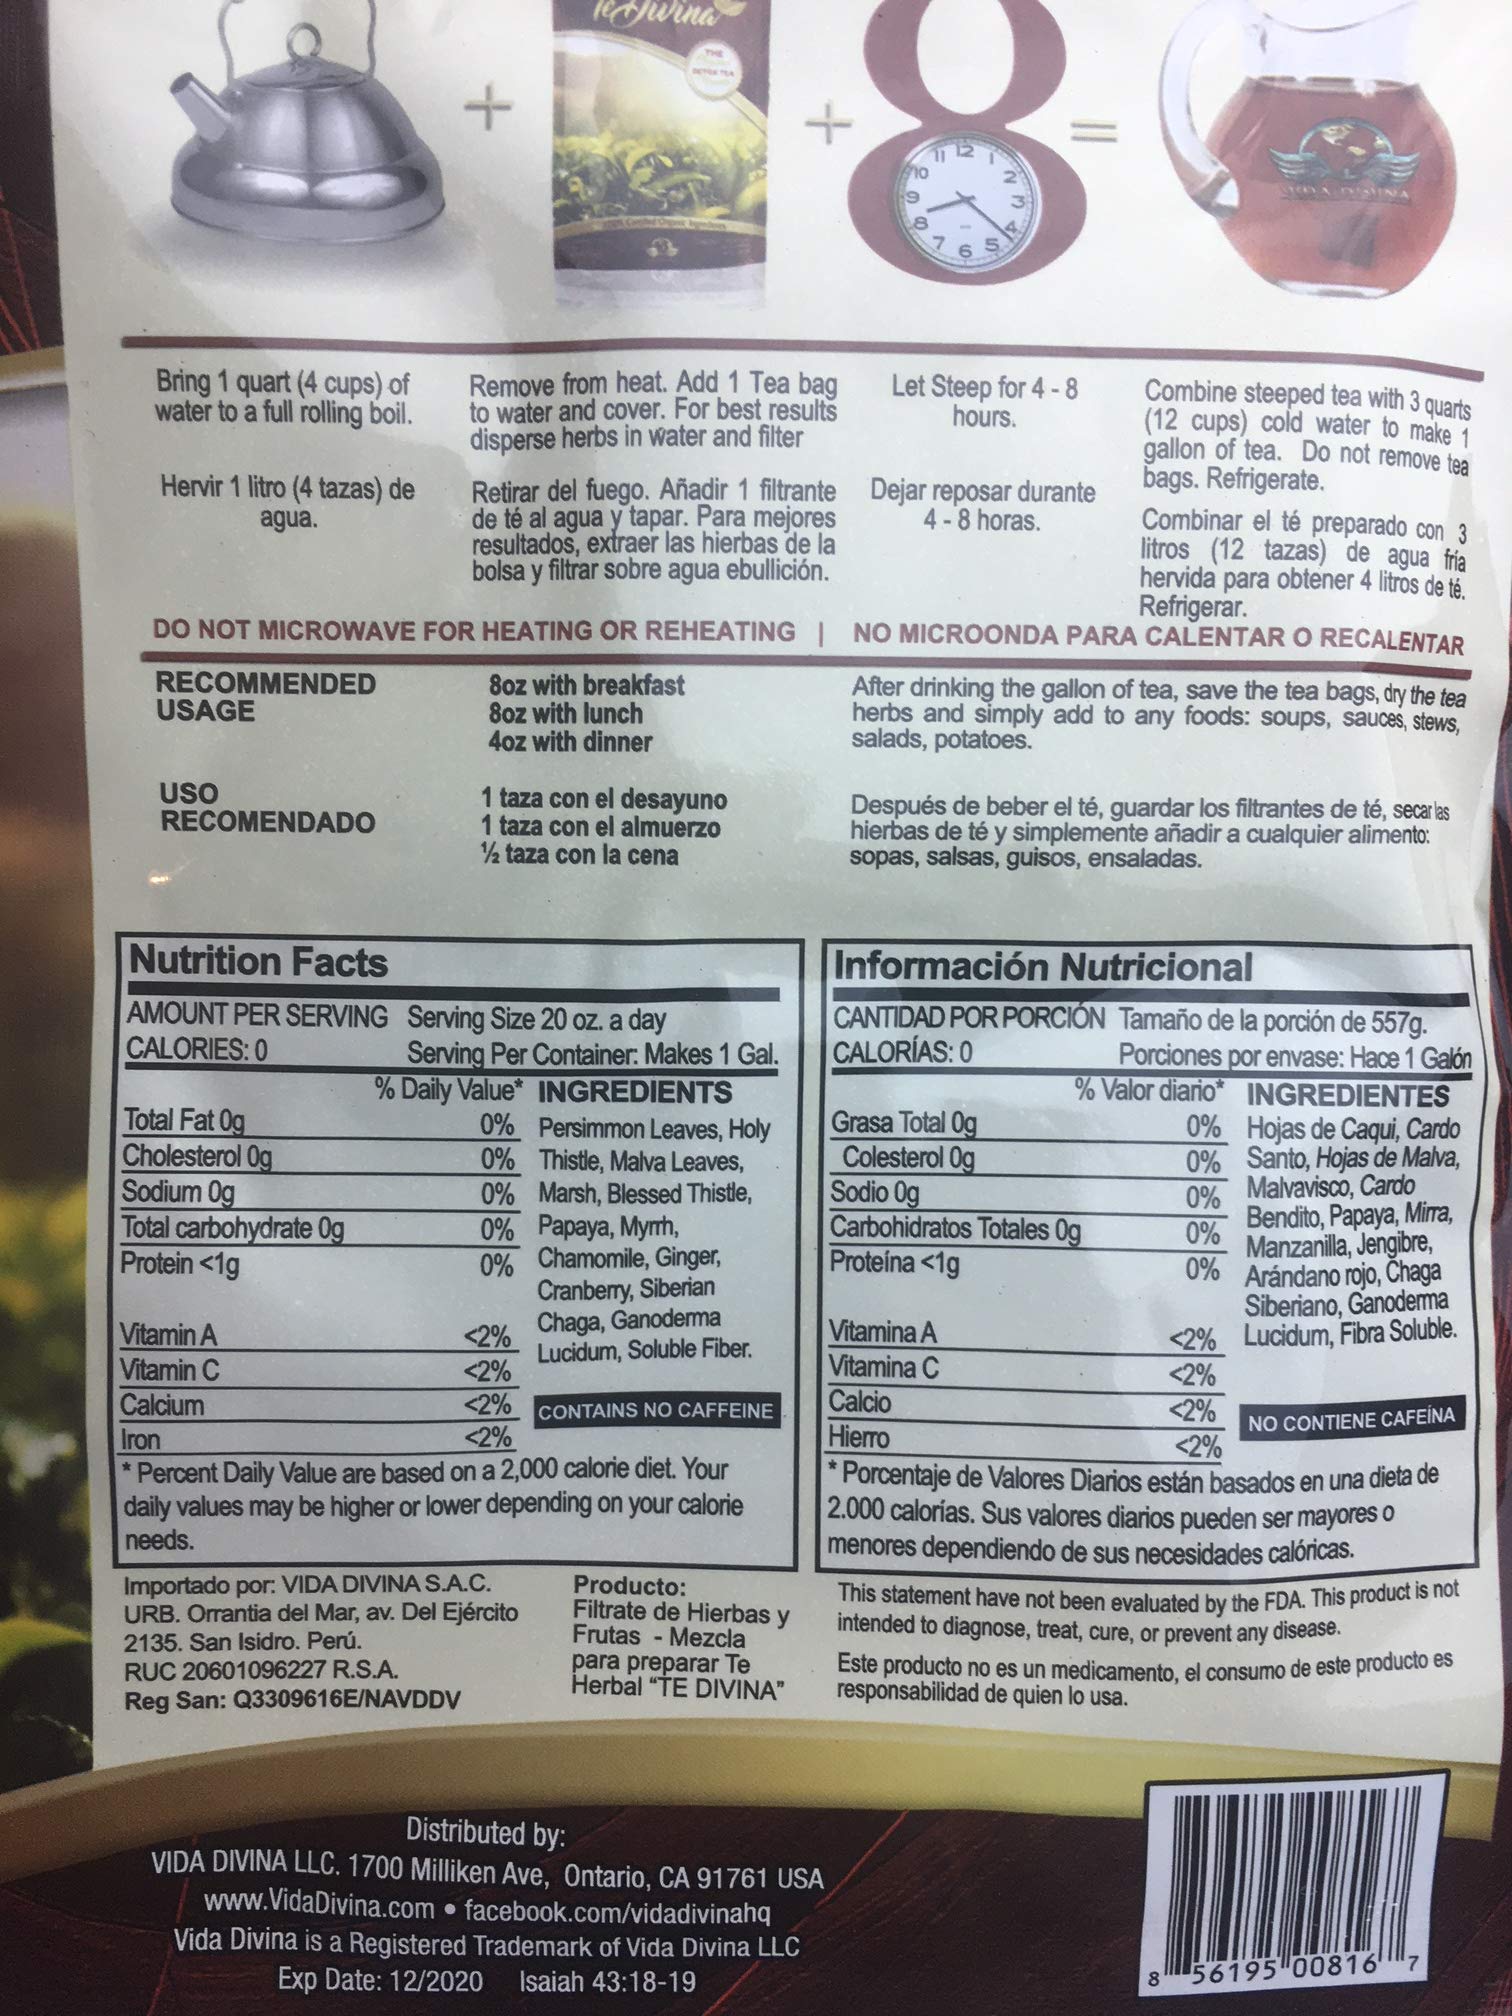 TeDivina
THE
DETOX TEA
+
+
8
=
11 12 1
10 2
9 3
8 4
7 6 5
Bring 1 quart (4 cups) of
water to a full rolling boil.
Hervir 1 litro (4 tazas) de
agua.
Remove from heat. Add 1 Tea bag
to water and cover. For best results
disperse herbs in water and filter
Retirar del fuego. Añadir 1 filtrante
de té al agua y tapar. Para mejores
resultados, extraer las hierbas de la
bolsa y filtrar sobre agua ebullición.
Let Steep for 4 - 8
hours.
Dejar reposar durante
4 - 8 horas.
Combine steeped tea with 3 quarts
(12 cups) cold water to make 1
gallon of tea. Do not remove tea
bags. Refrigerate.
Combinar el té preparado con 3
litros (12 tazas) de agua fría
hervida para obtener 4 litros de té.
Refrigerar.
DO NOT MICROWAVE FOR HEATING OR REHEATING | NO MICROONDA PARA CALENTAR O RECALENTAR
RECOMMENDED
USAGE
8oz with breakfast
8oz with lunch
4oz with dinner
After drinking the gallon of tea, save the tea bags, dry the tea
herbs and simply add to any foods: soups, sauces, stews,
salads, potatoes.
USO
RECOMENDADO
1 taza con el desayuno
1 taza con el almuerzo
½ taza con la cena
Después de beber el té, guardar los filtrantes de té, secar las
hierbas de té y simplemente añadir a cualquier alimento:
sopas, salsas, guisos, ensaladas.
Nutrition Facts
AMOUNT PER SERVING Serving Size 20 oz. a day
CALORIES: 0 Serving Per Container: Makes 1 Gal.
% Daily Value*
Total Fat 0g 0%
Cholesterol 0g 0%
Sodium 0g 0%
Total carbohydrate 0g 0%
Protein <1g 0%
Vitamin A <2%
Vitamin C <2%
Calcium <2%
Iron <2%
INGREDIENTS
Persimmon Leaves, Holy
Thistle, Malva Leaves,
Marsh, Blessed Thistle,
Papaya, Myrrh,
Chamomile, Ginger,
Cranberry, Siberian
Chaga, Ganoderma
Lucidum, Soluble Fiber.
CONTAINS NO CAFFEINE
* Percent Daily Value are based on a 2,000 calorie diet. Your
daily values may be higher or lower depending on your calorie
needs.
Información Nutricional
CANTIDAD POR PORCIÓN Tamaño de la porción de 557g.
CALORÍAS: 0 Porciones por envase: Hace 1 Galón
% Valor diario*
Grasa Total 0g 0%
Colesterol 0g 0%
Sodio 0g 0%
Carbohidratos Totales 0g 0%
Proteína <1g 0%
Vitamina A <2%
Vitamina C <2%
Calcio <2%
Hierro <2%
INGREDIENTES
Hojas de Caqui, Cardo
Santo, Hojas de Malva,
Malvavisco, Cardo
Bendito, Papaya, Mirra,
Manzanilla, Jengibre,
Arándano rojo, Chaga
Siberiano, Ganoderma
Lucidum, Fibra Soluble.
NO CONTIENE CAFEÍNA
* Porcentaje de Valores Diarios están basados en una dieta de
2.000 calorías. Sus valores diarios pueden ser mayores o
menores dependiendo de sus necesidades calóricas.
Importado por: VIDA DIVINA S.A.C.
URB. Orrantia del Mar, av. Del Ejército
2135. San Isidro. Perú.
RUC 20601096227 R.S.A.
Reg San: Q3309616E/NAVDDV
Producto:
Filtrate de Hierbas y
Frutas - Mezcla
para preparar Te
Herbal “TE DIVINA”
This statement have not been evaluated by the FDA. This product is not
intended to diagnose, treat, cure, or prevent any disease.
Este producto no es un medicamento, el consumo de este producto es
responsabilidad de quien lo usa.
Distributed by:
VIDA DIVINA LLC. 1700 Milliken Ave, Ontario, CA 91761 USA
www.VidaDivina.com • facebook.com/vidadivinahq
Vida Divina is a Registered Trademark of Vida Divina LLC
Exp Date: 12/2020 Isaiah 43:18-19
8 56195 00816 7